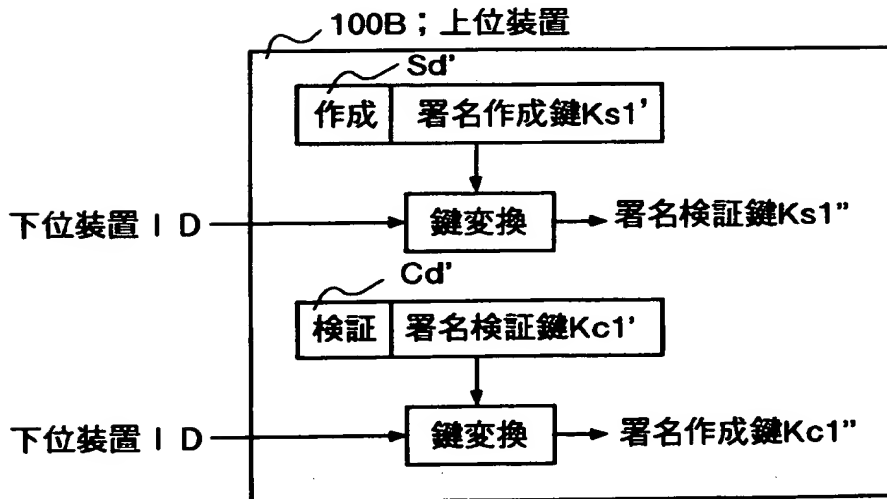 100B；上位装置
Sd'
作成 署名作成鍵Ks1'
下位装置ＩＤ 鍵変換 署名検証鍵Ks1"
Cd'
検証 署名検証鍵Kc1'
下位装置ＩＤ 鍵変換 署名作成鍵Kc1"